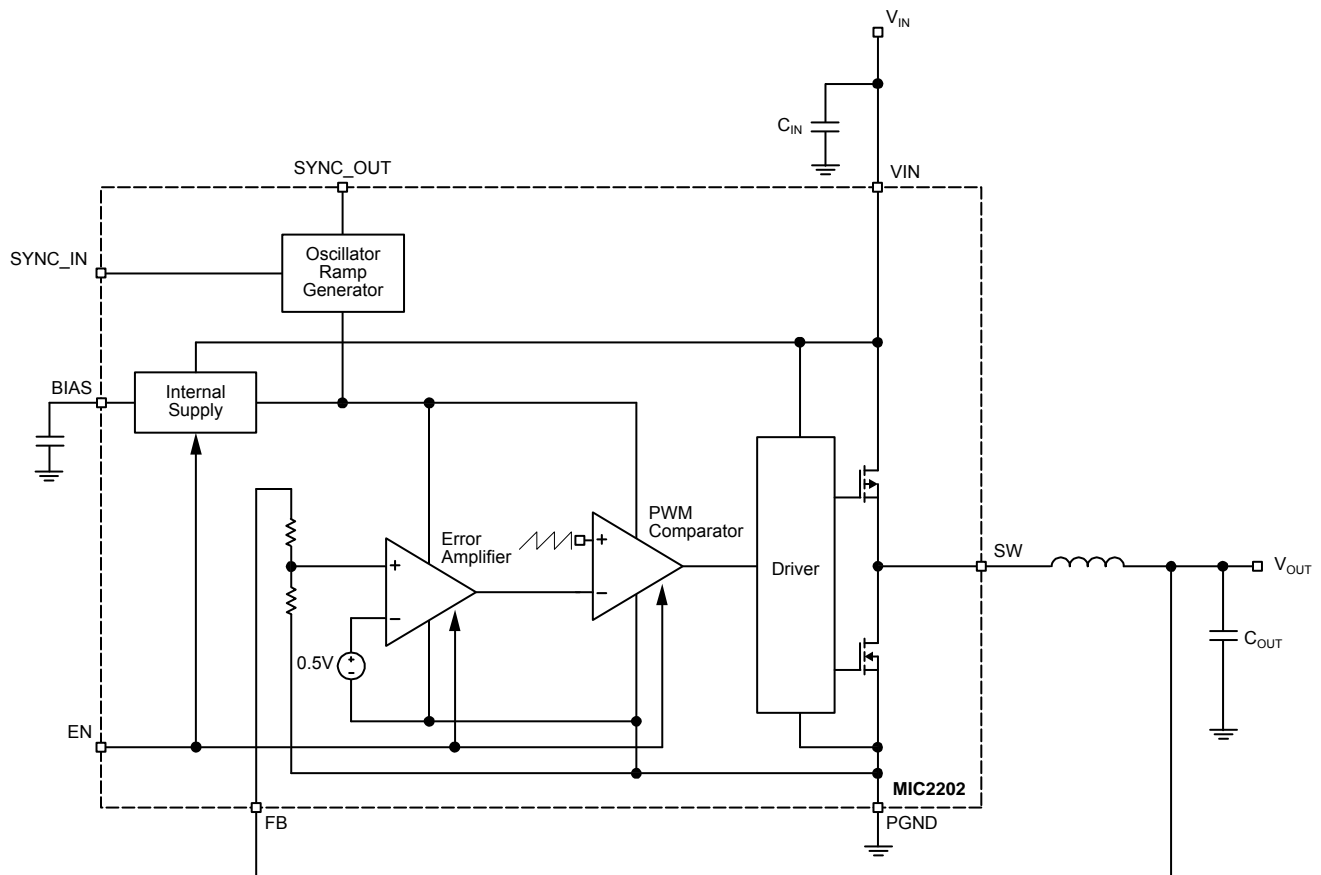 VIN
CIN
SYNC_OUT
VIN
SYNC_IN
Oscillator
Ramp
Generator
BIAS
Internal
Supply
PWM
Comparator
Error
Amplifier
+
+
−
−
Driver
SW
VOUT
COUT
0.5V
+
-
EN
MIC2202
FB
PGND